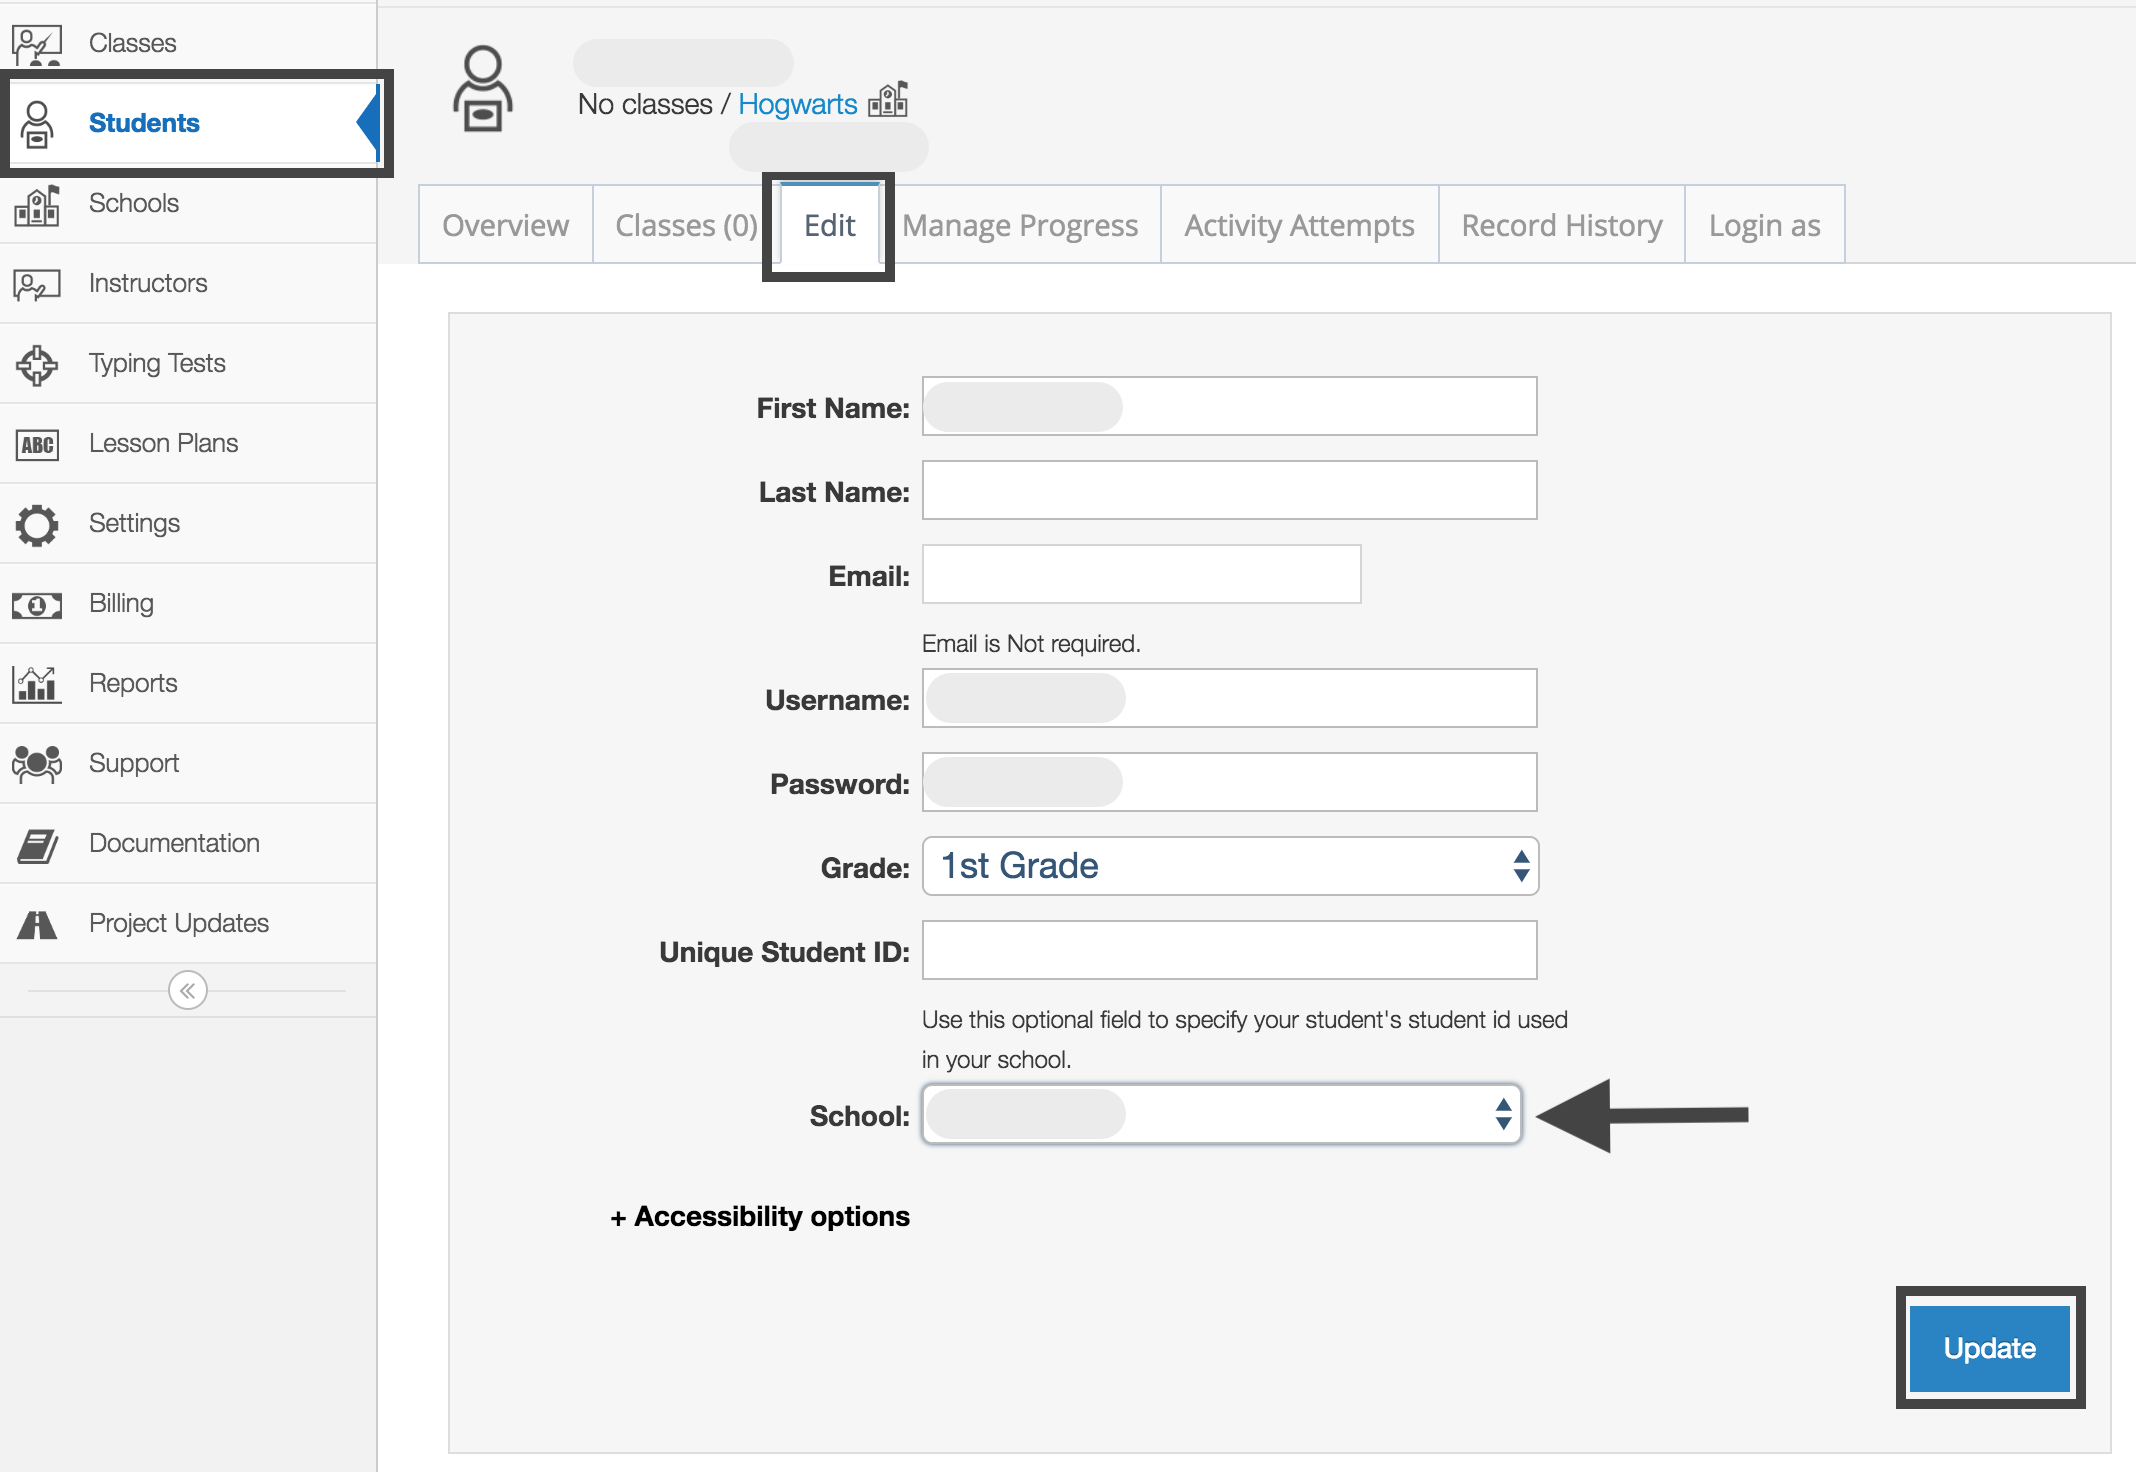 Classes
Students
Schools
Instructors
Typing Tests
ABC
Lesson Plans
Settings
1
Billing
Reports
Support
Documentation
Project Updates
No classes / Hogwarts
Overview
Classes (0)
Edit
Manage Progress
Activity Attempts
Record History
Login as
First Name:
Last Name:
Email:
Email is Not required.
Username:
Password:
Grade: 1st Grade
Unique Student ID:
Use this optional field to specify your student's student id used
in your school.
School:
+ Accessibility options
Update